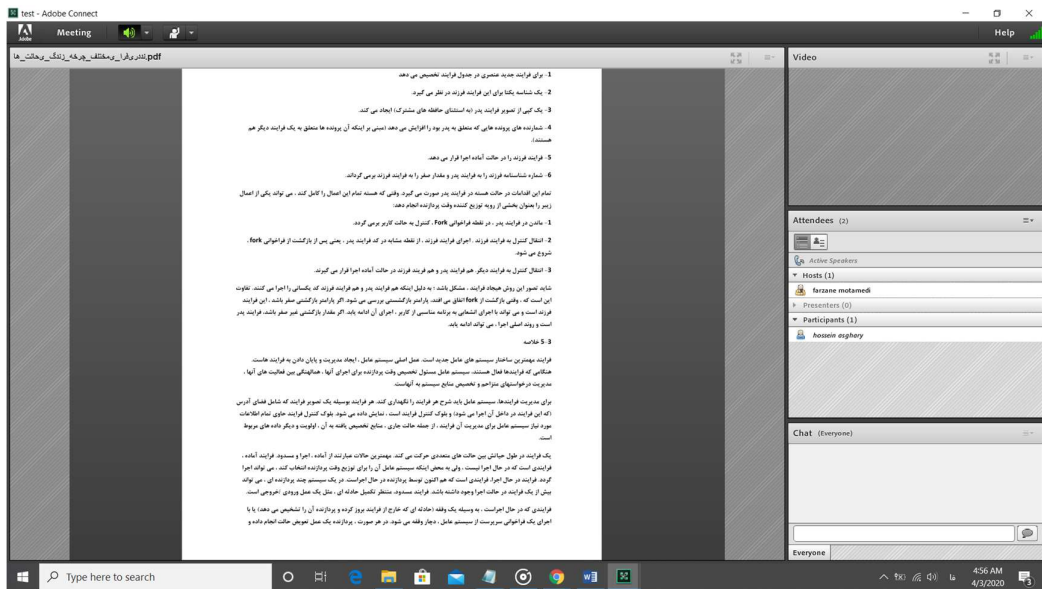 test - Adobe Connect
Meeting
Help
Adobe
pdf.
Video
1- برای فرایند جدید عنصری در جدول فرایند تخصیص می دهد
2- یک شناسه یکتا برای این فرایند فرزند در نظر می گیرد.
3- یک کپی از تصویر فرایند پدر (به استثنای حافظه های مشترک) ایجاد می کند.
4- شمارنده های پرونده هایی که متعلق به پدر بود را افزایش می دهد (مبنی بر اینکه آن پرونده ها متعلق به یک فرایند دیگر هم
هستند).
5- فرایند فرزند را در حالت آماده اجرا قرار می دهد.
6- شماره شناسنامه فرزند را به فرایند پدر و مقدار صفر را به فرایند فرزند برمی گرداند.
تمام این اقدامات در حالت هسته در فرایند پدر صورت می گیرد. وقتی که هسته تمام این اعمال را کامل کند ، می تواند یکی از اعمال
زیر را بعنوان بخشی از رویه توزیع کننده وقت پردازنده انجام دهد:
1- ماندن در فرایند پدر ، در نقطه فراخوانی Fork ، کنترل به حالت کاربر برمی گردد.
2- انتقال کنترل به فرایند فرزند . اجرای فرایند فرزند ، از نقطه مشابه در کد فرایند پدر ، یعنی پس از بازگشت از فراخوانی fork ،
شروع می شود.
3- انتقال کنترل به فرایند دیگر. هم فرایند پدر و هم فریند فرزند در حالت آماده اجرا قرار می گیرند.
شاید تصور این روش هیجاد فرایند ، مشکل باشد ؛ به دلیل اینکه هم فرایند پدر و هم فرایند فرزند کد یکسانی را اجرا می کنند. تفاوت
این است که ، وقتی بازگشت از fork اتفاق می افتد، پارامتر بازگشتی بررسی می شود. اگر پارامتر بازگشتی صفر باشد ، این فرایند
فرزند است و می تواند با اجرای انشعابی به برنامه مناسبی از کاربر ، اجرای آن ادامه یابد. اگر مقدار بازگشتی غیر صفر باشد، فرایند پدر
است و روند اصلی اجرا ، می تواند ادامه یابد.
3-5 خلاصه
فرایند مهمترین ساختار سیستم های عامل جدید است. عمل اصلی سیستم عامل ، ایجاد مدیریت و پایان دادن به فرایند هاست.
هنگامی که فرایندها فعال هستند، سیستم عامل مسئول تخصیص وقت پردازنده برای اجرای آنها ، هماهنگی بین فعالیت های آنها ،
مدیریت درخواستهای متزاحم و تخصیص منابع سیستم به آنهاست.
برای مدیریت فرایندها، سیستم عامل باید شرح هر فرایند را نگهداری کند. هر فرایند بوسیله یک تصویر فرایند که شامل فضای آدرس
(که این فرایند در داخل آن اجرا می شود) و بلوک کنترل فرایند است ، نمایش داده می شود. بلوک کنترل فرایند حاوی تمام اطلاعات
مورد نیاز سیستم عامل برای مدیریت آن فرایند ، از جمله حالت جاری ، منابع تخصیص یافته به آن ، اولویت و دیگر داده های مربوط
است.
یک فرایند در طول حیاتش بین حالت های متعددی حرکت می کند. مهمترین حالات عبارتند از آماده ، اجرا و مسدود. فرایند آماده ،
فرایندی است که در حال اجرا نیست ، ولی به محض اینکه سیستم عامل آن را برای توزیع وقت پردازنده انتخاب کند ، می تواند اجرا
گردد. فرایند در حال اجرا، فرایندی است که هم اکنون توسط پردازنده در حال اجراست. در یک سیستم چند پردازنده ای ، می تواند
بیش از یک فرایند در حالت اجرا وجود داشته باشد. فرایند مسدود، منتظر تکمیل حادثه ای ، مثل یک عمل ورودی /خروجی است.
فرایندی که در حال اجراست ، به وسیله یک وقفه (حادثه ای که خارج از فرایند بروز کرده و پردازنده آن را تشخیص می دهد) یا با
اجرای یک فراخوانی سرپرست از سیستم عامل ، دچار وقفه می شود. در هر صورت ، پردازنده یک عمل تعویض حالت انجام داده و
Attendees (2)
Active Speakers
Hosts (1)
farzane motamedi
Presenters (0)
Participants (1)
hossein asghary
Chat (Everyone)
Everyone
Type here to search
4:56 AM
4/3/2020